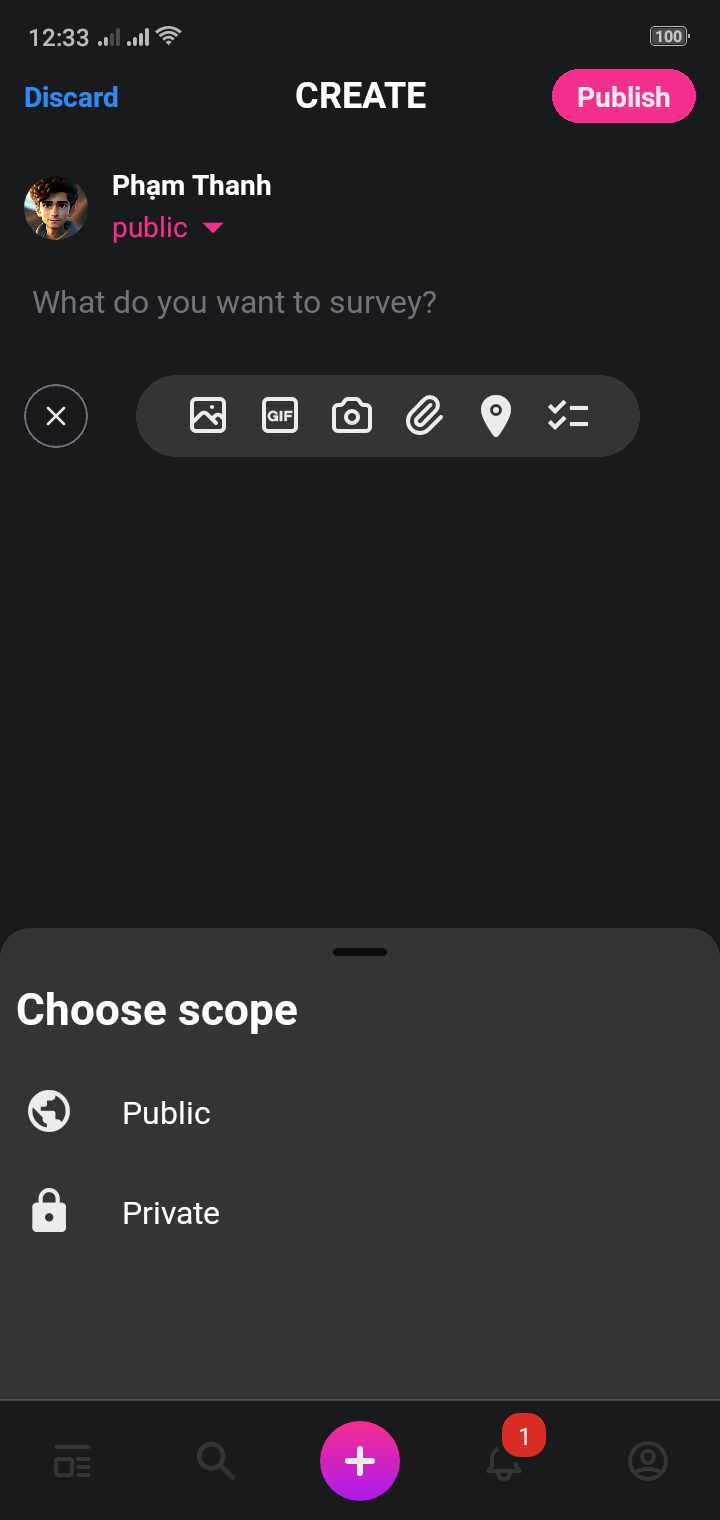 12:33
100
Discard
CREATE
Publish
Phạm Thanh
public
What do you want to survey?
GIF
Choose scope
Public
Private
1